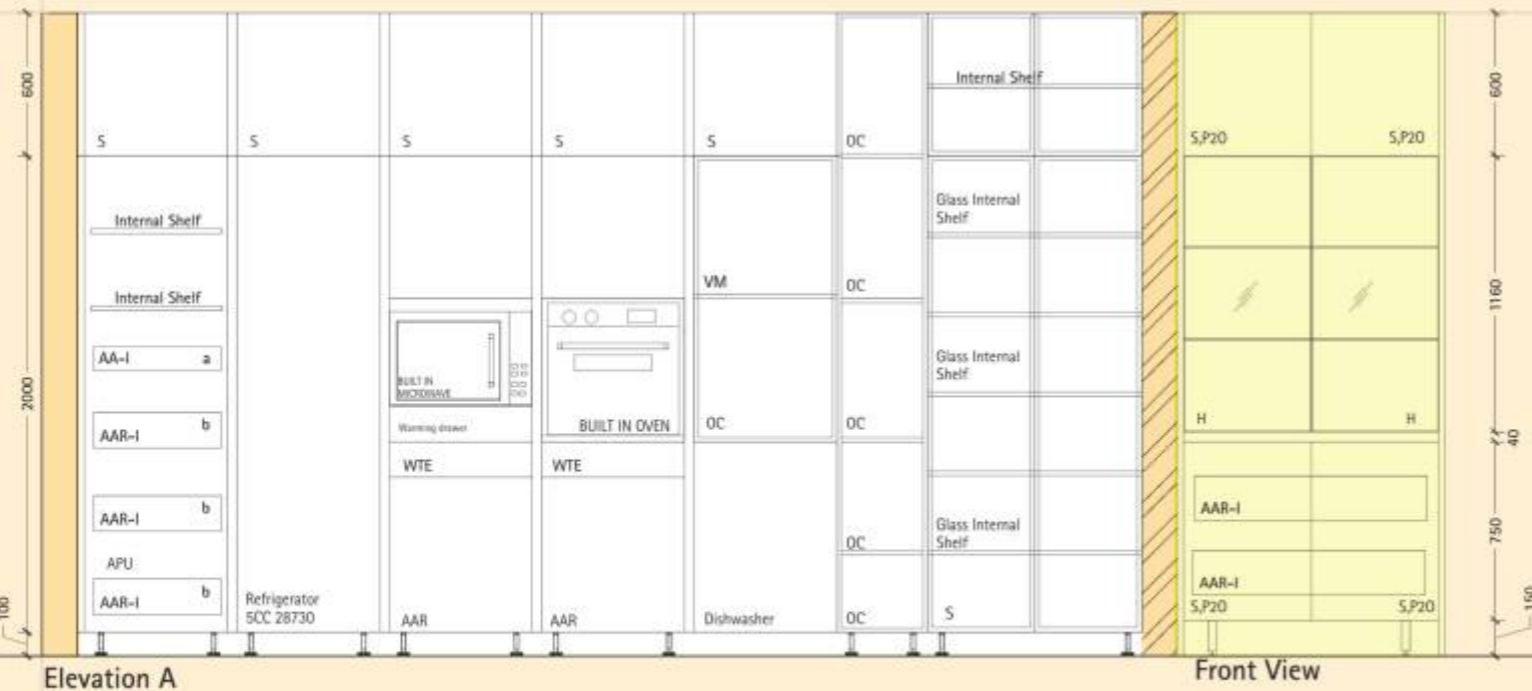 600
2000
100
S
S
S
S
S
OC
Internal Shelf
S,P20
S,P20
600
Internal Shelf
Internal Shelf
AA-I
a
AAR-I
b
AAR-I
b
APU
AAR-I
b
Refrigerator
5CC 28730
BUILT IN
MICROWAVE
Warming drawer
WTE
AAR
BUILT IN OVEN
WTE
AAR
VM
OC
Dishwasher
OC
OC
OC
OC
Glass Internal
Shelf
Glass Internal
Shelf
Glass Internal
Shelf
S
H
H
AAR-I
AAR-I
S,P20
S,P20
1160
40
750
150
Elevation A
Front View